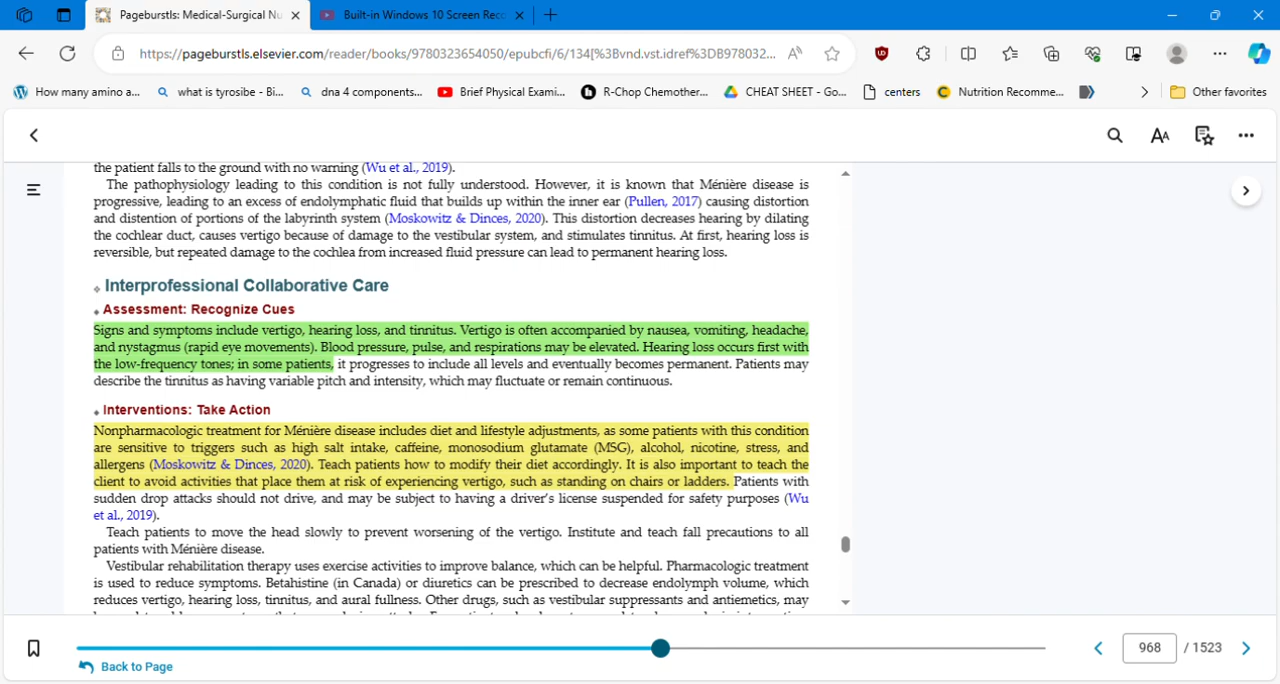 Pageburstls: Medical-Surgical Nu
Built-in Windows 10 Screen Reco
https://pageburstls.elsevier.com/reader/books/9780323654050/epubcfi/6/134[%3Bvnd.vst.idref%3DB978032...
How many amino a...
what is tyrosibe - Bi...
dna 4 components...
Brief Physical Exami...
R-Chop Chemother...
CHEAT SHEET - Go...
centers
Nutrition Recomme...
Other favorites
the patient falls to the ground with no warning (Wu et al., 2019).
The pathophysiology leading to this condition is not fully understood. However, it is known that Ménière disease is
progressive, leading to an excess of endolymphatic fluid that builds up within the inner ear (Pullen, 2017) causing distortion
and distention of portions of the labyrinth system (Moskowitz & Dinces, 2020). This distortion decreases hearing by dilating
the cochlear duct, causes vertigo because of damage to the vestibular system, and stimulates tinnitus. At first, hearing loss is
reversible, but repeated damage to the cochlea from increased fluid pressure can lead to permanent hearing loss.
Interprofessional Collaborative Care
Assessment: Recognize Cues
Signs and symptoms include vertigo, hearing loss, and tinnitus. Vertigo is often accompanied by nausea, vomiting, headache,
and nystagmus (rapid eye movements). Blood pressure, pulse, and respirations may be elevated. Hearing loss occurs first with
the low-frequency tones; in some patients, it progresses to include all levels and eventually becomes permanent. Patients may
describe the tinnitus as having variable pitch and intensity, which may fluctuate or remain continuous.
Interventions: Take Action
Nonpharmacologic treatment for Ménière disease includes diet and lifestyle adjustments, as some patients with this condition
are sensitive to triggers such as high salt intake, caffeine, monosodium glutamate (MSG), alcohol, nicotine, stress, and
allergens (Moskowitz & Dinces, 2020). Teach patients how to modify their diet accordingly. It is also important to teach the
client to avoid activities that place them at risk of experiencing vertigo, such as standing on chairs or ladders. Patients with
sudden drop attacks should not drive, and may be subject to having a driver's license suspended for safety purposes (Wu
et al., 2019).
Teach patients to move the head slowly to prevent worsening of the vertigo. Institute and teach fall precautions to all
patients with Ménière disease.
Vestibular rehabilitation therapy uses exercise activities to improve balance, which can be helpful. Pharmacologic treatment
is used to reduce symptoms. Betahistine (in Canada) or diuretics can be prescribed to decrease endolymph volume, which
reduces vertigo, hearing loss, tinnitus, and aural fullness. Other drugs, such as vestibular suppressants and antiemetics, may
968 / 1523
Back to Page